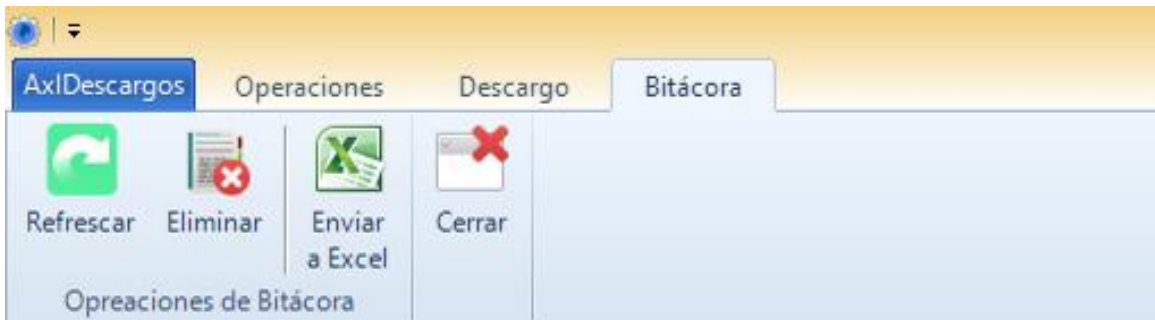 AxlDescargos Operaciones Descargo Bitácora
Refrescar Eliminar Enviar a Excel Cerrar
Opreaciones de Bitácora